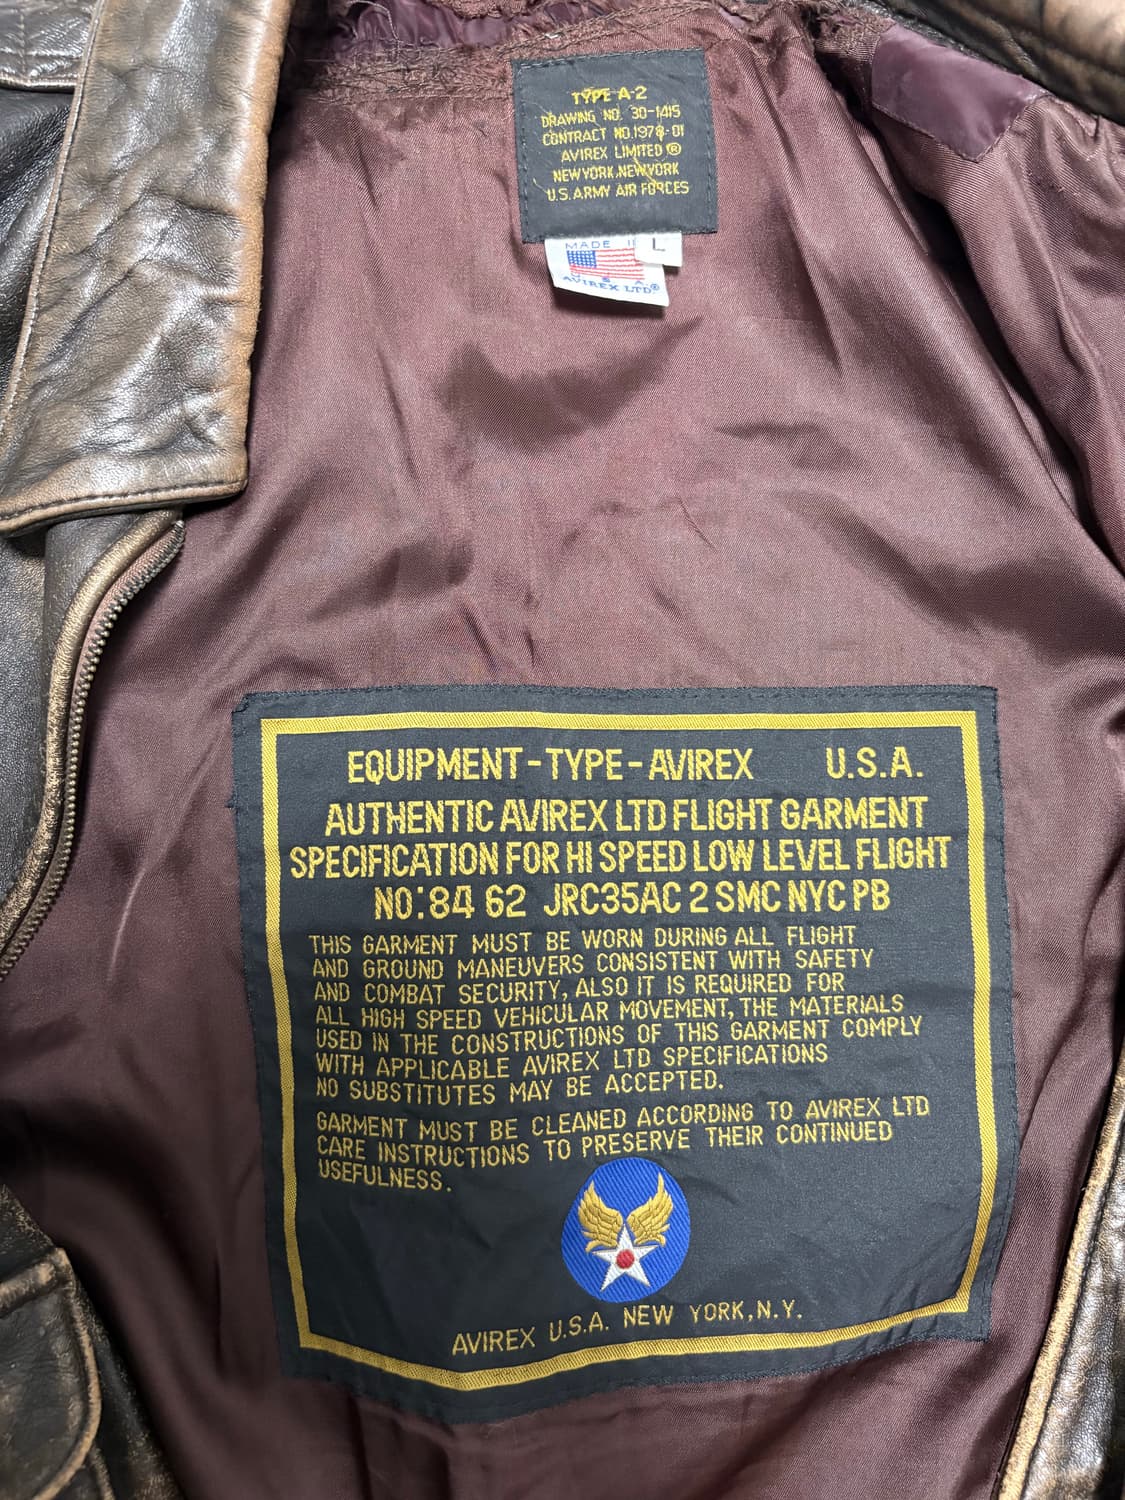 TYPE A-2
DRAWING NO. 30-1415
CONTRACT NO.1978-01
AVIREX LIMITED ®
NEW YORK, NEW YORK
U.S. ARMY AIR FORCES
MADE
L
U S A
AVIREX LTD®
EQUIPMENT-TYPE-AVIREX U.S.A.
AUTHENTIC AVIREX LTD FLIGHT GARMENT
SPECIFICATION FOR HI SPEED LOW LEVEL FLIGHT
NO:84 62 JRC35AC 2 SMC NYC PB
THIS GARMENT MUST BE WORN DURING ALL FLIGHT
AND GROUND MANEUVERS CONSISTENT WITH SAFETY
AND COMBAT SECURITY, ALSO IT IS REQUIRED FOR
ALL HIGH SPEED VEHICULAR MOVEMENT, THE MATERIALS
USED IN THE CONSTRUCTIONS OF THIS GARMENT COMPLY
WITH APPLICABLE AVIREX LTD SPECIFICATIONS
NO SUBSTITUTES MAY BE ACCEPTED.
GARMENT MUST BE CLEANED ACCORDING TO AVIREX LTD
CARE INSTRUCTIONS TO PRESERVE THEIR CONTINUED
USEFULNESS.
AVIREX U.S.A. NEW YORK, N.Y.